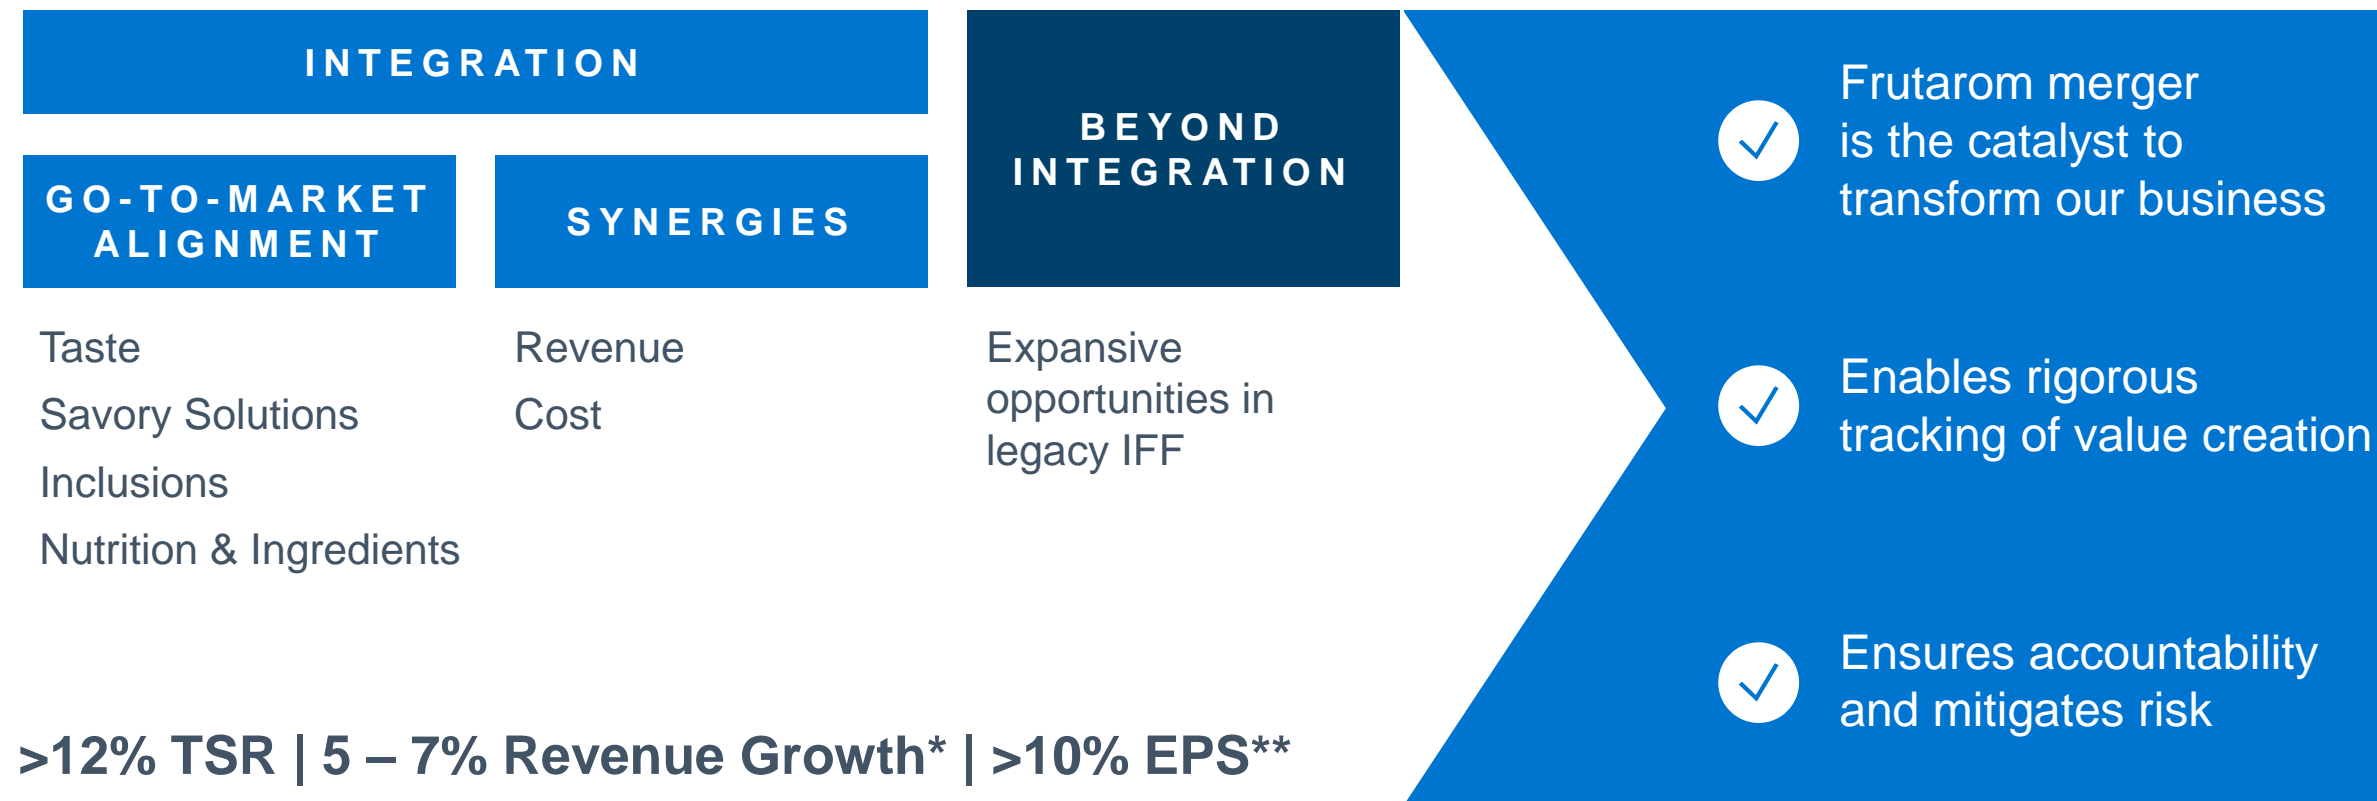 INTEGRATION
GO-TO-MARKET
ALIGNMENT
Taste
Savory Solutions
Inclusions
Nutrition & Ingredients
SYNERGIES
Revenue
Cost
BEYOND
INTEGRATION
Expansive
opportunities in
legacy IFF
>12% TSR | 5 – 7% Revenue Growth* | >10% EPS**
Frutarom merger
is the catalyst to
transform our business
Enables rigorous
tracking of value creation
Ensures accountability
and mitigates risk